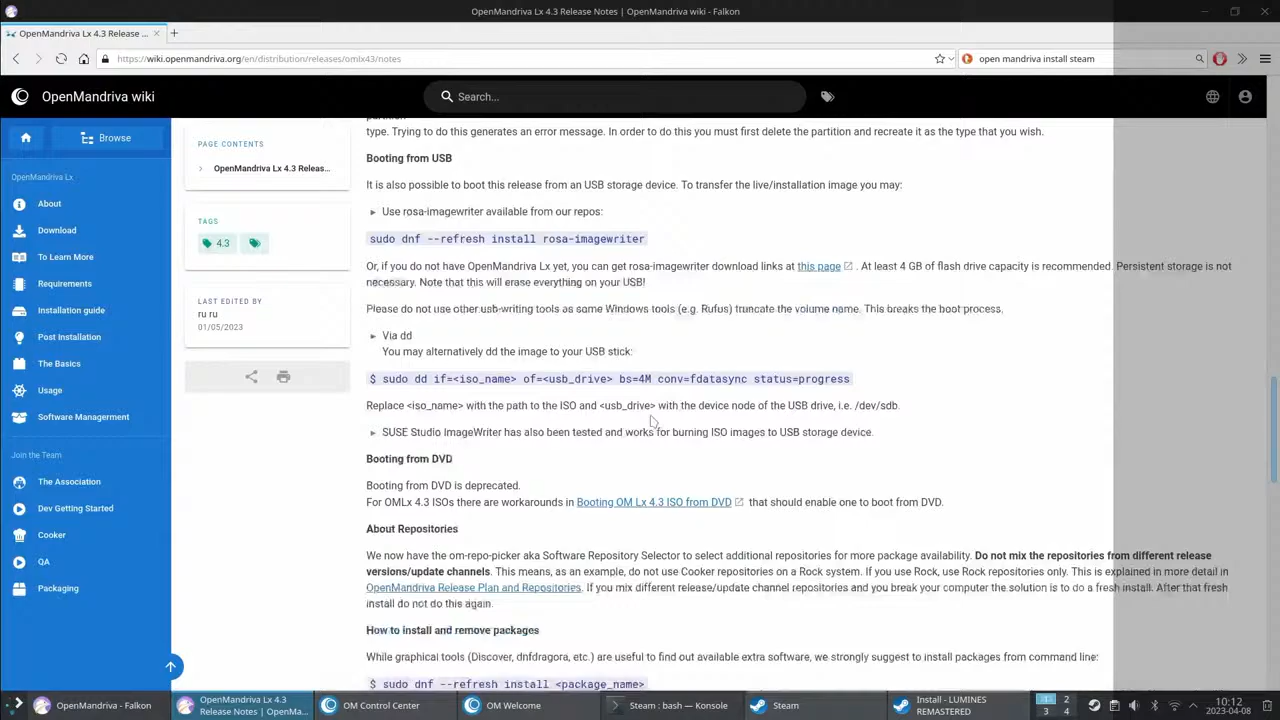 OpenMandriva Lx 4.3 Release Notes | OpenMandriva wiki - Falkon
OpenMandriva Lx 4.3 Release ...
https://wiki.openmandriva.org/en/distribution/releases/omlx43/notes
open mandriva install steam
OpenMandriva wiki
Search...
Browse
OpenMandriva Lx
About
Download
To Learn More
Requirements
Installation guide
Post Installation
The Basics
Usage
Software Managerment
Join the Team
The Association
Dev Getting Started
Cooker
QA
Packaging
PAGE CONTENTS
OpenMandriva Lx 4.3 Releas...
TAGS
4.3
LAST EDITED BY
ru ru
01/05/2023
partition
type. Trying to do this generates an error message. In order to do this you must first delete the partition and recreate it as the type that you wish.
Booting from USB
It is also possible to boot this release from an USB storage device. To transfer the live/installation image you may:
Use rosa-imagewriter available from our repos:
sudo dnf --refresh install rosa-imagewriter
Or, if you do not have OpenMandriva Lx yet, you can get rosa-imagewriter download links at this page . At least 4 GB of flash drive capacity is recommended. Persistent storage is not
necessary. Note that this will erase everything on your USB!
Please do not use other usb-writing tools as some Windows tools (e.g. Rufus) truncate the volume name. This breaks the boot process.
Via dd
You may alternatively dd the image to your USB stick:
$ sudo dd if=<iso_name> of=<usb_drive> bs=4M conv=fdatasync status=progress
Replace <iso_name> with the path to the ISO and <usb_drive> with the device node of the USB drive, i.e. /dev/sdb.
SUSE Studio ImageWriter has also been tested and works for burning ISO images to USB storage device.
Booting from DVD
Booting from DVD is deprecated.
For OMLx 4.3 ISOs there are workarounds in Booting OM Lx 4.3 ISO from DVD that should enable one to boot from DVD.
About Repositories
We now have the om-repo-picker aka Software Repository Selector to select additional repositories for more package availability. Do not mix the repositories from different release
versions/update channels. This means, as an example, do not use Cooker repositories on a Rock system. If you use Rock, use Rock repositories only. This is explained in more detail in
OpenMandriva Release Plan and Repositories. If you mix different release/update channel repositories and you break your computer the solution is to do a fresh install. After that fresh
install do not do this again.
How to install and remove packages
While graphical tools (Discover, dnfdragora, etc.) are useful to find out available extra software, we strongly suggest to install packages from command line:
$ sudo dnf --refresh install <package_name>
OpenMandriva - Falkon
OpenMandriva Lx 4.3
Release Notes | OpenMa...
OM Control Center
OM Welcome
Steam : bash — Konsole
Steam
Install - LUMINES
REMASTERED
1 2
3 4
10:12
2023-04-08